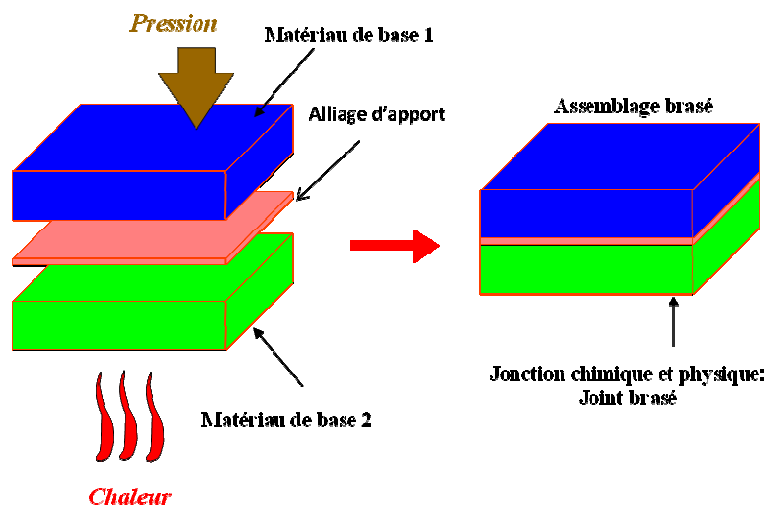 Pression
Matériau de base 1
Alliage d'apport
Matériau de base 2
Chaleur
Assemblage brasé
Jonction chimique et physique:
Joint brasé